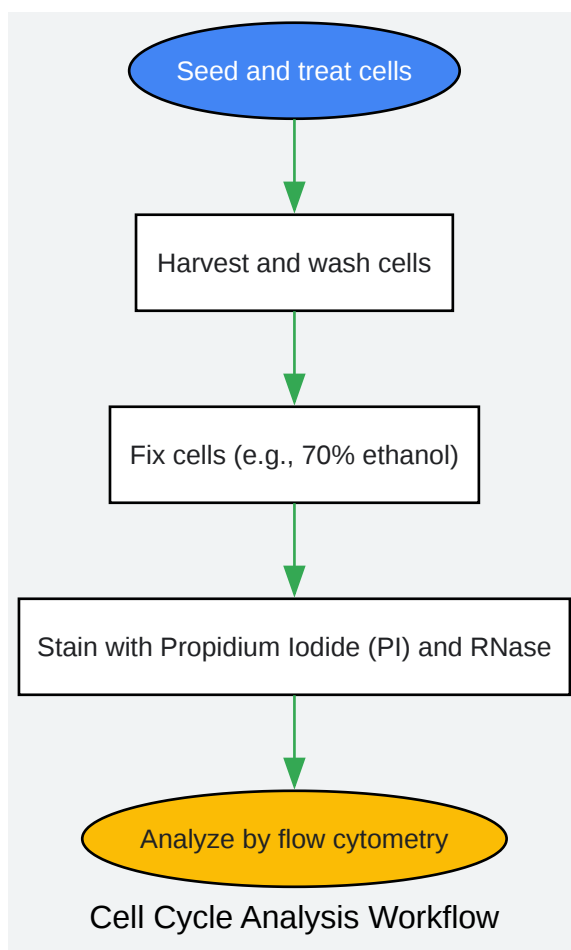 Seed and treat cells
Harvest and wash cells
Fix cells (e.g., 70% ethanol)
Stain with Propidium Iodide (PI) and RNase
Analyze by flow cytometry
Cell Cycle Analysis Workflow